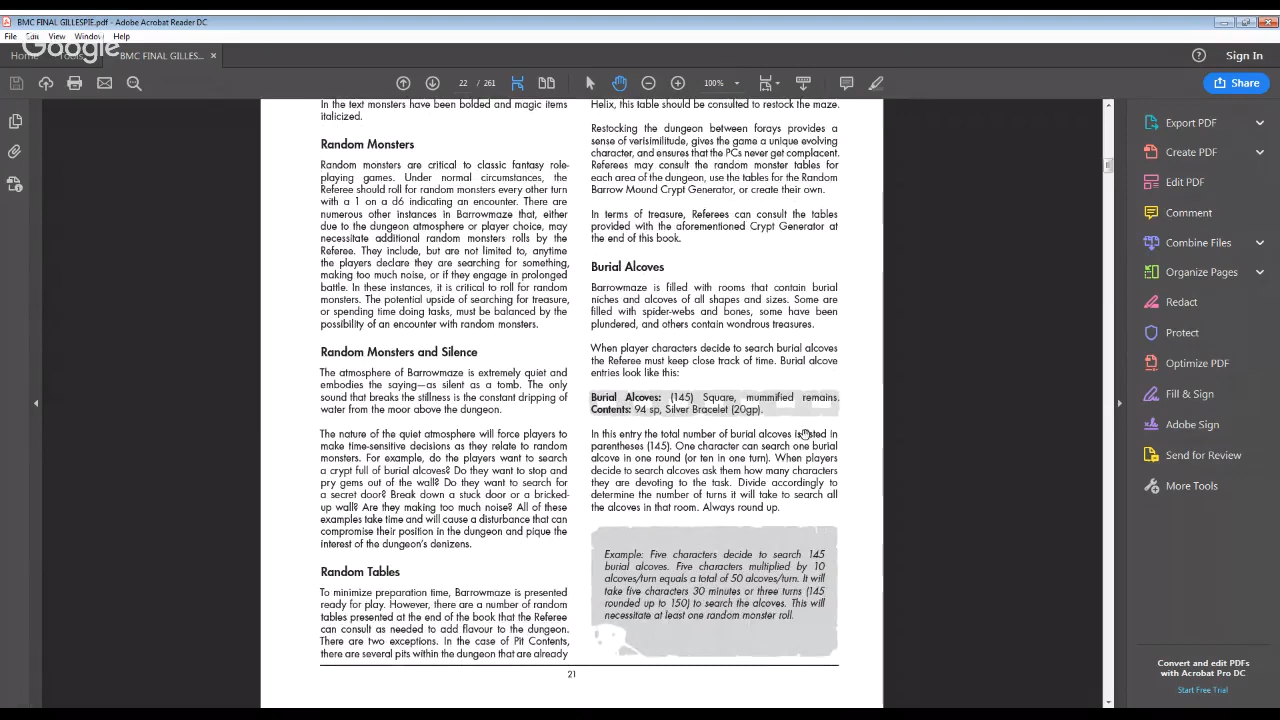 BMC FINAL GILLESPIE.pdf - Adobe Acrobat Reader DC
File Edit View Window Help
Google
Home Tools BMC FINAL GILLES... × Sign In
22 / 261 100% Share
In the text monsters have been bolded and magic items
italicized.
Random Monsters
Random monsters are critical to classic fantasy role-
playing games. Under normal circumstances, the
Referee should roll for random monsters every other turn
with a 1 on a d6 indicating an encounter. There are
numerous other instances in Barrowmaze that, either
due to the dungeon atmosphere or player choice, may
necessitate additional random monsters rolls by the
Referee. They include, but are not limited to, anytime
the players declare they are searching for something,
making too much noise, or if they engage in prolonged
battle. In these instances, it is critical to roll for random
monsters. The potential upside of searching for treasure,
or spending time doing tasks, must be balanced by the
possibility of an encounter with random monsters.
Random Monsters and Silence
The atmosphere of Barrowmaze is extremely quiet and
embodies the saying—as silent as a tomb. The only
sound that breaks the stillness is the constant dripping of
water from the moor above the dungeon.
The nature of the quiet atmosphere will force players to
make time-sensitive decisions as they relate to random
monsters. For example, do the players want to search
a crypt full of burial alcoves? Do they want to stop and
pry gems out of the wall? Do they want to search for
a secret door? Break down a stuck door or a bricked-
up wall? Are they making too much noise? All of these
examples take time and will cause a disturbance that can
compromise their position in the dungeon and pique the
interest of the dungeon's denizens.
Random Tables
To minimize preparation time, Barrowmaze is presented
ready for play. However, there are a number of random
tables presented at the end of the book that the Referee
can consult as needed to add flavour to the dungeon.
There are two exceptions. In the case of Pit Contents,
there are several pits within the dungeon that are already
Helix, this table should be consulted to restock the maze.
Restocking the dungeon between forays provides a
sense of verisimilitude, gives the game a unique evolving
character, and ensures that the PCs never get complacent.
Referees may consult the random monster tables for
each area of the dungeon, use the tables for the Random
Barrow Mound Crypt Generator, or create their own.
In terms of treasure, Referees can consult the tables
provided with the aforementioned Crypt Generator at
the end of this book.
Burial Alcoves
Barrowmaze is filled with rooms that contain burial
niches and alcoves of all shapes and sizes. Some are
filled with spider-webs and bones, some have been
plundered, and others contain wondrous treasures.
When player characters decide to search burial alcoves
the Referee must keep close track of time. Burial alcove
entries look like this:
Burial Alcoves: (145) Square, mummified remains.
Contents: 94 sp, Silver Bracelet (20gp).
In this entry the total number of burial alcoves is listed in
parentheses (145). One character can search one burial
alcove in one round (or ten in one turn). When players
decide to search alcoves ask them how many characters
they are devoting to the task. Divide accordingly to
determine the number of turns it will take to search all
the alcoves in that room. Always round up.
Example: Five characters decide to search 145
burial alcoves. Five characters multiplied by 10
alcoves/turn equals a total of 50 alcoves/turn. It will
take five characters 30 minutes or three turns (145
rounded up to 150) to search the alcoves. This will
necessitate at least one random monster roll.
21
Export PDF
Create PDF
Edit PDF
Comment
Combine Files
Organize Pages
Redact
Protect
Optimize PDF
Fill & Sign
Adobe Sign
Send for Review
More Tools
Convert and edit PDFs
with Acrobat Pro DC
Start Free Trial